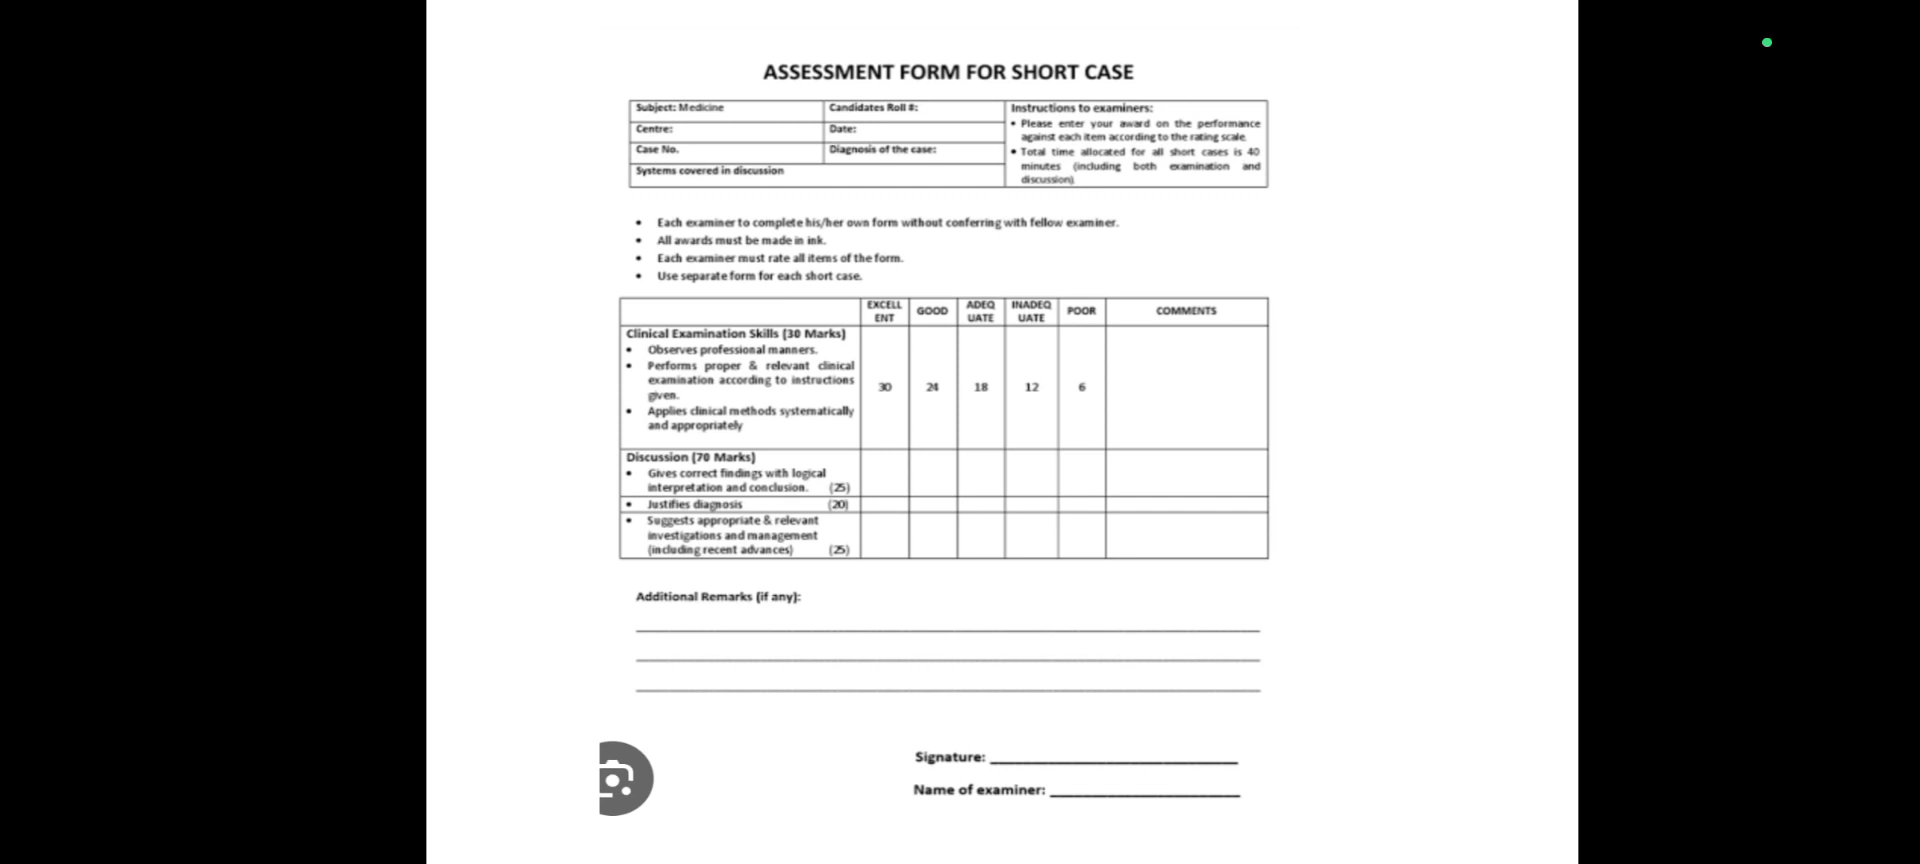 ASSESSMENT FORM FOR SHORT CASE
Subject: Medicine
Candidates Roll #:
Centre:
Date:
Case No.
Diagnosis of the case:
Systems covered in discussion
Instructions to examiners:
• Please enter your award on the performance
against each item according to the rating scale.
• Total time allocated for all short cases is 40
minutes (including both examination and
discussion).
• Each examiner to complete his/her own form without conferring with fellow examiner.
• All awards must be made in ink.
• Each examiner must rate all items of the form.
• Use separate form for each short case.
EXCELL
ENT
GOOD
ADEQ
UATE
INADEQ
UATE
POOR
COMMENTS
Clinical Examination Skills (30 Marks)
• Observes professional manners.
• Performs proper & relevant clinical
examination according to instructions
given.
• Applies clinical methods systematically
and appropriately
30 24 18 12 6
Discussion (70 Marks)
• Gives correct findings with logical
interpretation and conclusion. (25)
• Justifies diagnosis (20)
• Suggests appropriate & relevant
investigations and management
(including recent advances) (25)
Additional Remarks (if any):
Signature:
Name of examiner: